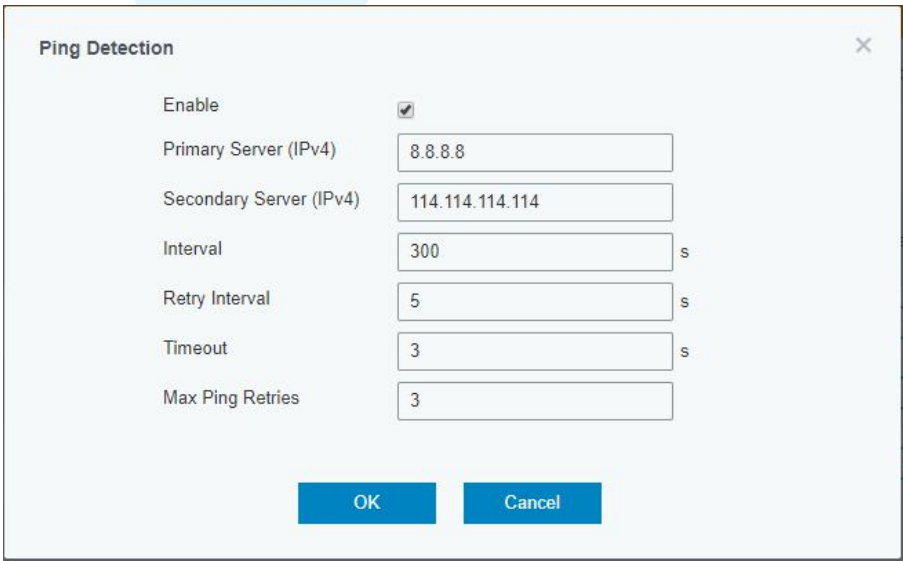 Ping Detection
Enable
Primary Server (IPv4) 8.8.8.8
Secondary Server (IPv4) 114.114.114.114
Interval 300 s
Retry Interval 5 s
Timeout 3 s
Max Ping Retries 3
OK Cancel